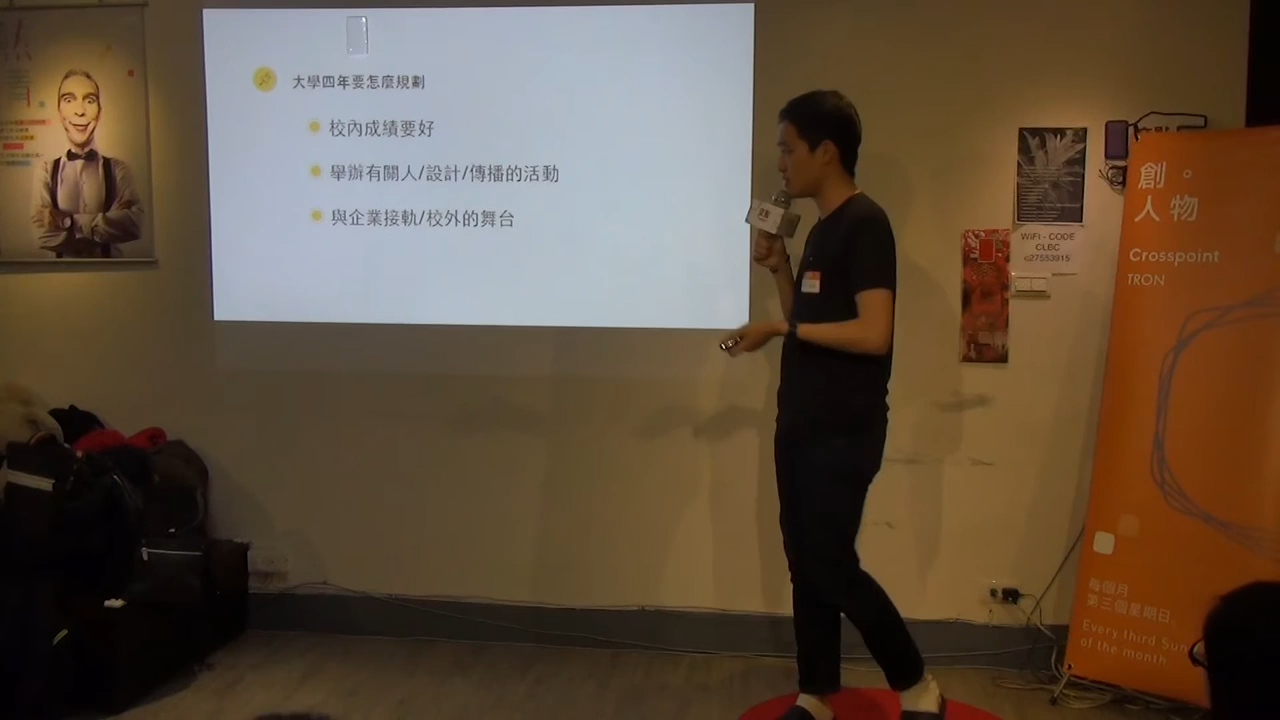 大學四年要怎麼規劃
校內成績要好
舉辦有關人/設計/傳播的活動
與企業接軌/校外的舞台
WIFI - CODE
CLBC
c27553915
創。
人物
Crosspoint
TRON
每個月
第三個星期日。
Every third Sun
of the month